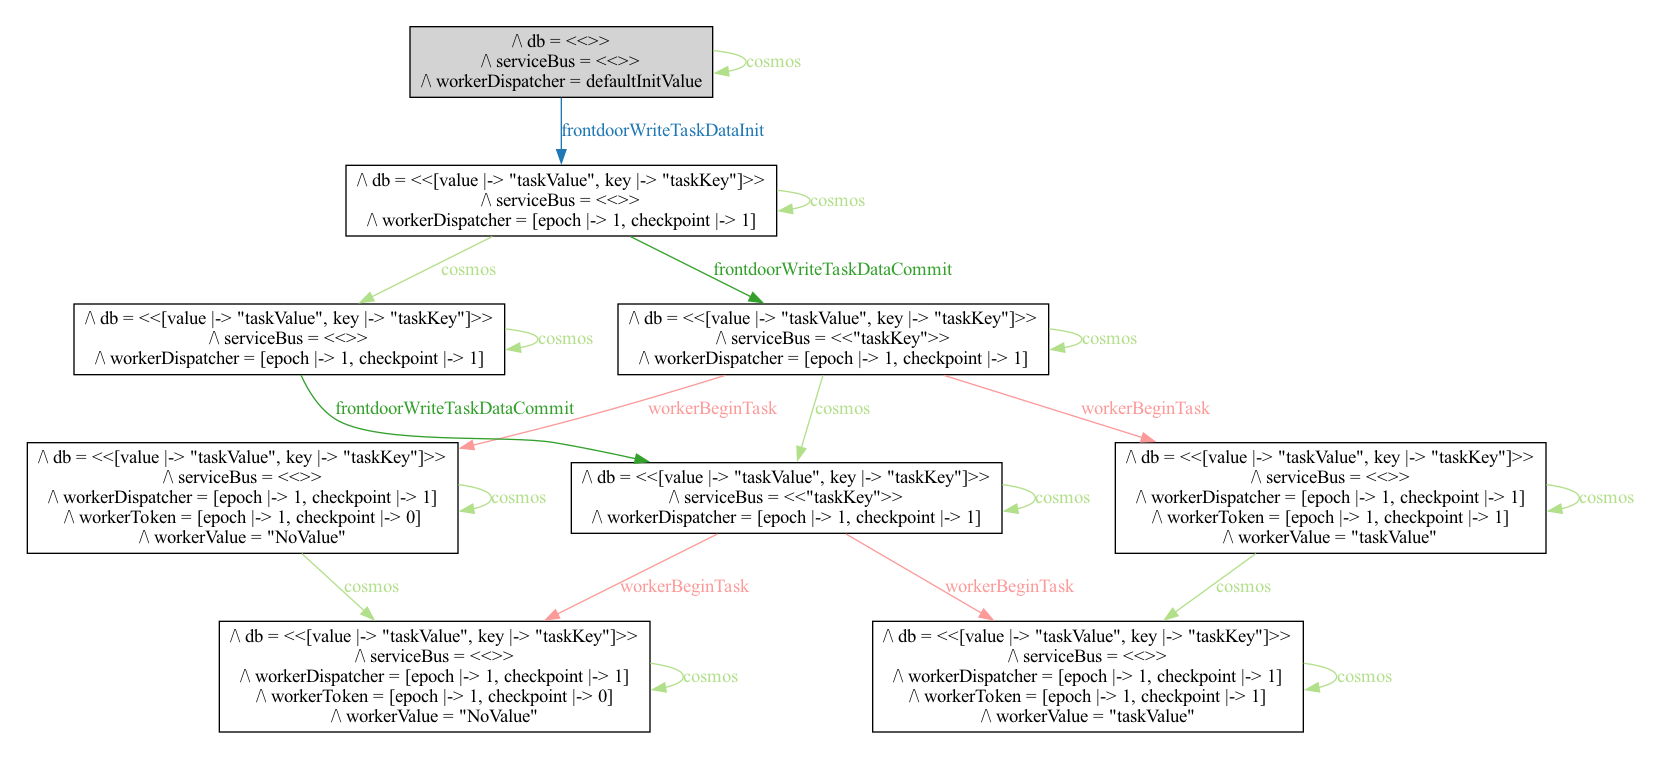 /\ db = <<>>
/\ serviceBus = <<>>
/\ workerDispatcher = defaultInitValue
cosmos
frontdoorWriteTaskDataInit
/\ db = <<[value |-> "taskValue", key |-> "taskKey"]>>
/\ serviceBus = <<>>
/\ workerDispatcher = [epoch |-> 1, checkpoint |-> 1]
cosmos
cosmos
frontdoorWriteTaskDataCommit
/\ db = <<[value |-> "taskValue", key |-> "taskKey"]>>
/\ serviceBus = <<>>
/\ workerDispatcher = [epoch |-> 1, checkpoint |-> 1]
cosmos
/\ db = <<[value |-> "taskValue", key |-> "taskKey"]>>
/\ serviceBus = <<"taskKey">>
/\ workerDispatcher = [epoch |-> 1, checkpoint |-> 1]
cosmos
frontdoorWriteTaskDataCommit
workerBeginTask
cosmos
workerBeginTask
/\ db = <<[value |-> "taskValue", key |-> "taskKey"]>>
/\ serviceBus = <<>>
/\ workerDispatcher = [epoch |-> 1, checkpoint |-> 1]
/\ workerToken = [epoch |-> 1, checkpoint |-> 0]
/\ workerValue = "NoValue"
cosmos
/\ db = <<[value |-> "taskValue", key |-> "taskKey"]>>
/\ serviceBus = <<"taskKey">>
/\ workerDispatcher = [epoch |-> 1, checkpoint |-> 1]
cosmos
/\ db = <<[value |-> "taskValue", key |-> "taskKey"]>>
/\ serviceBus = <<>>
/\ workerDispatcher = [epoch |-> 1, checkpoint |-> 1]
/\ workerToken = [epoch |-> 1, checkpoint |-> 1]
/\ workerValue = "taskValue"
cosmos
cosmos
workerBeginTask
workerBeginTask
cosmos
/\ db = <<[value |-> "taskValue", key |-> "taskKey"]>>
/\ serviceBus = <<>>
/\ workerDispatcher = [epoch |-> 1, checkpoint |-> 1]
/\ workerToken = [epoch |-> 1, checkpoint |-> 0]
/\ workerValue = "NoValue"
cosmos
/\ db = <<[value |-> "taskValue", key |-> "taskKey"]>>
/\ serviceBus = <<>>
/\ workerDispatcher = [epoch |-> 1, checkpoint |-> 1]
/\ workerToken = [epoch |-> 1, checkpoint |-> 1]
/\ workerValue = "taskValue"
cosmos